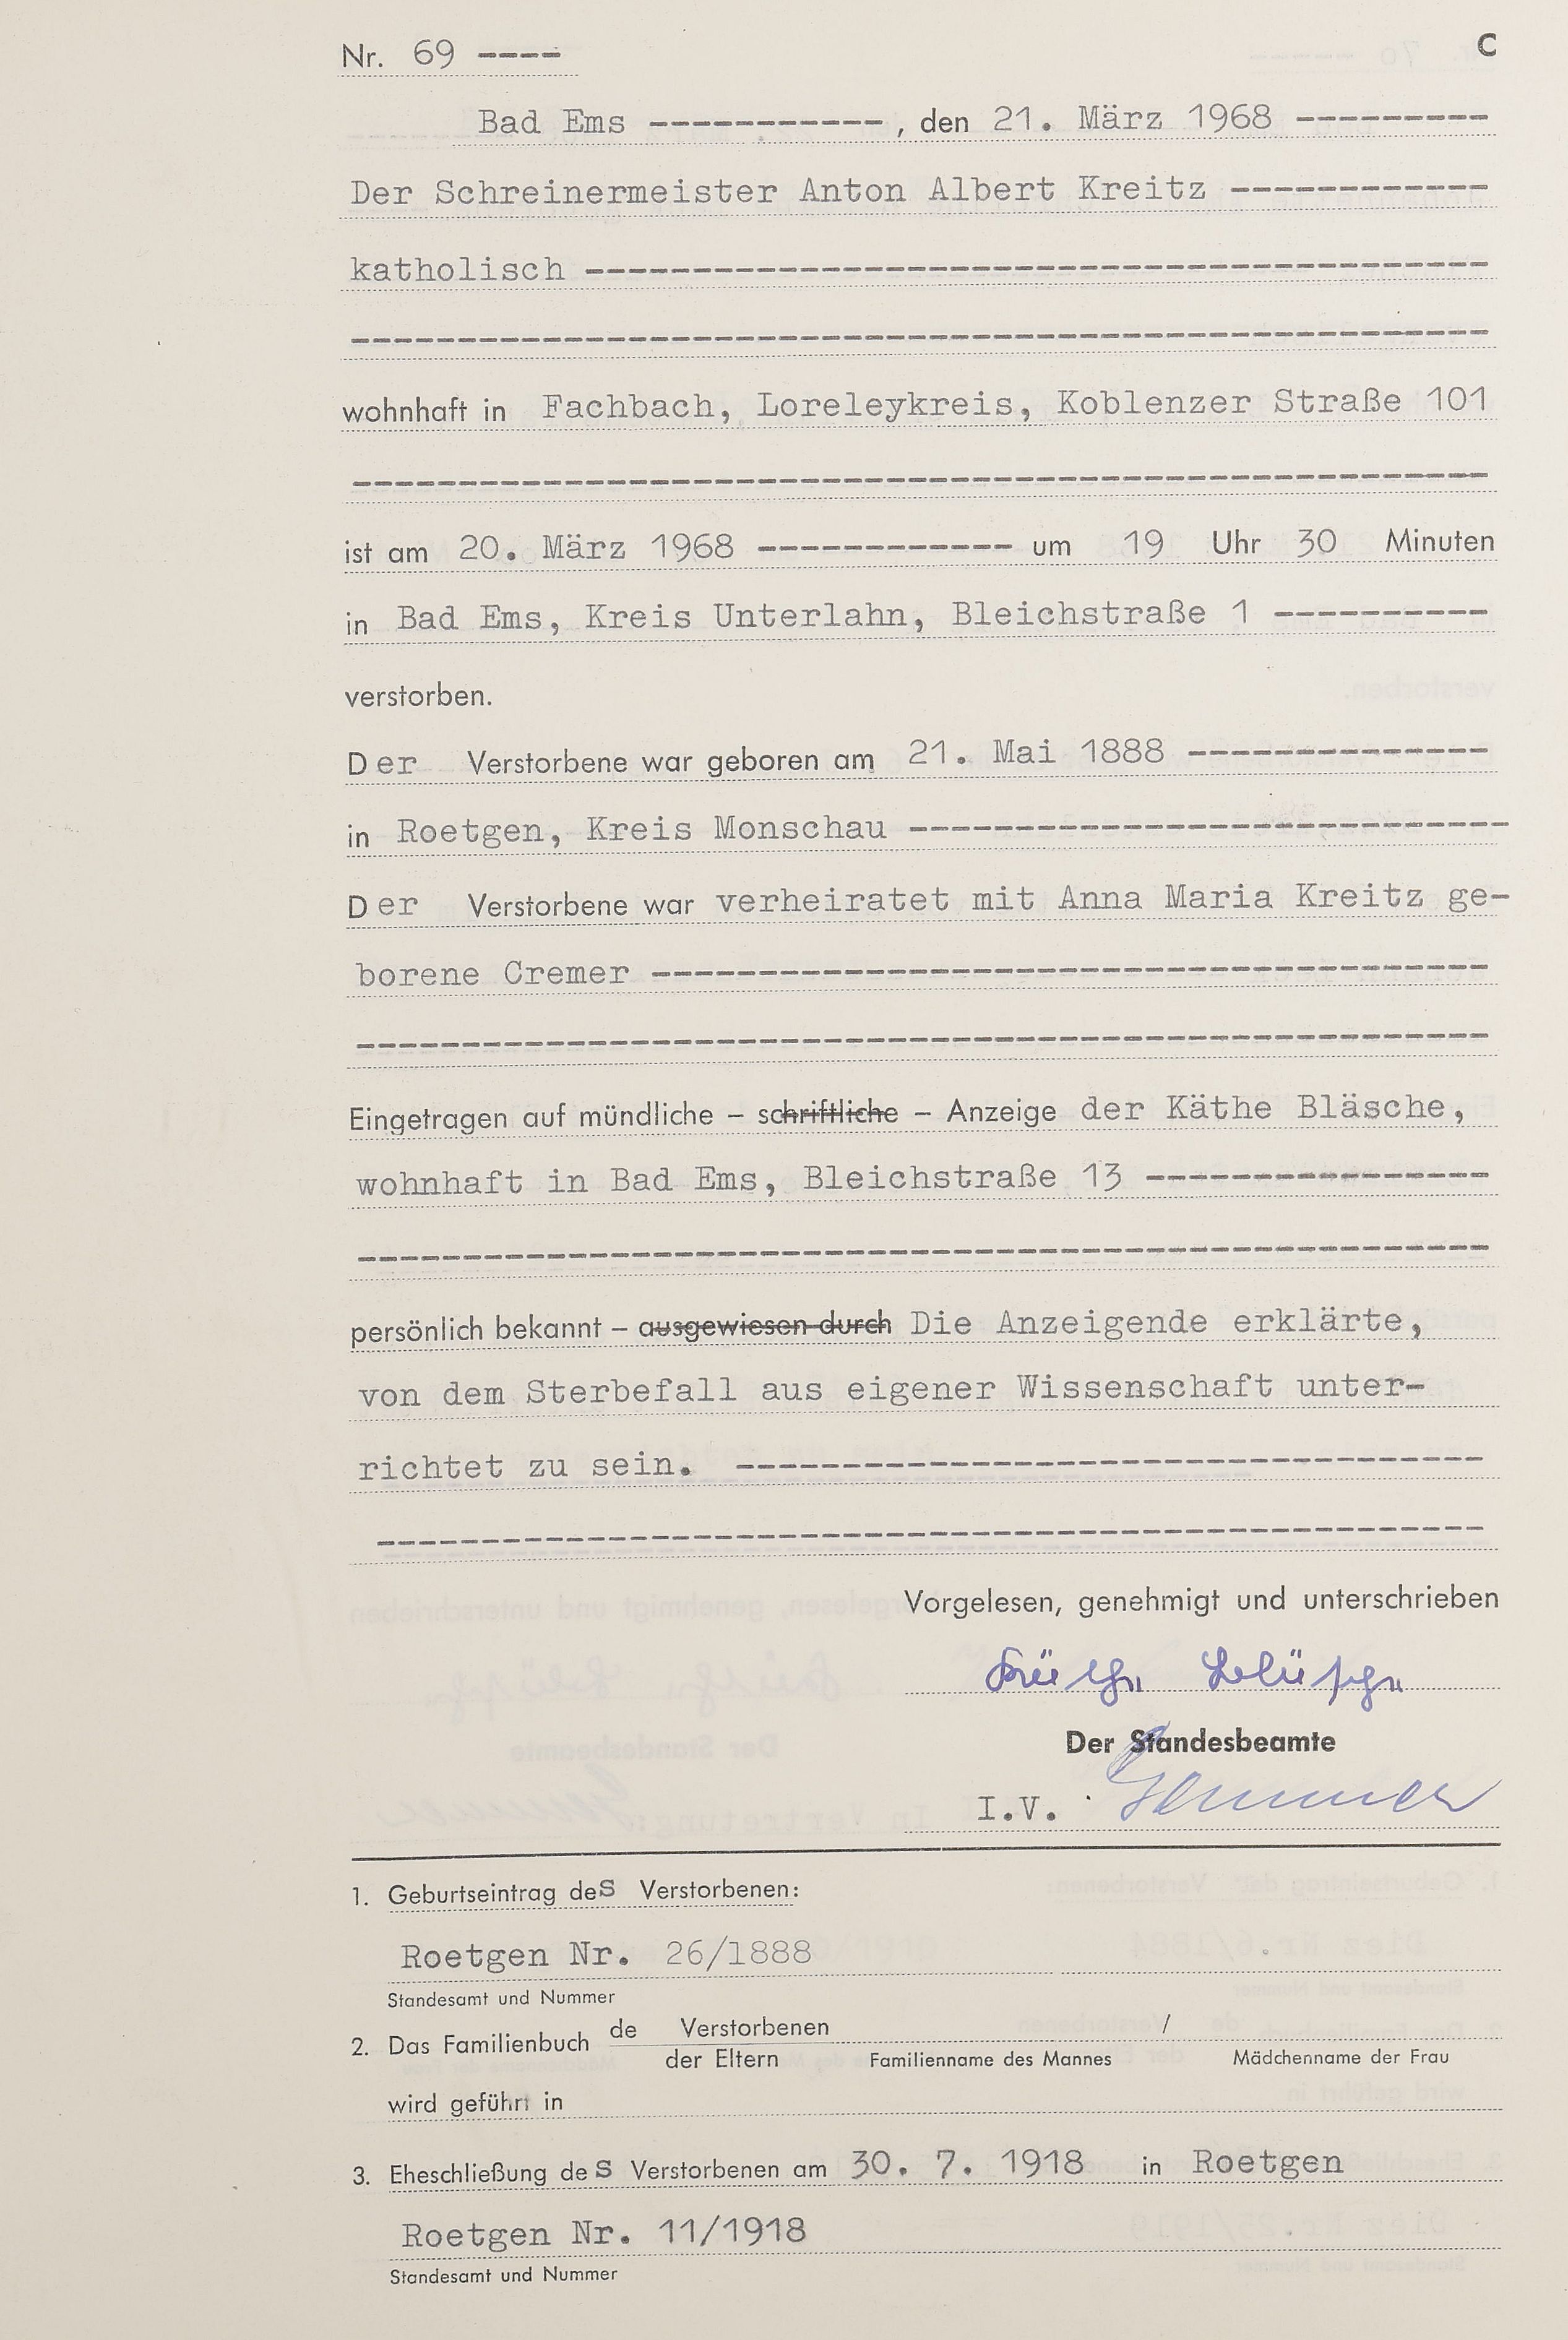 Nr. 69 ---- C
Bad Ems -----------, den 21. März 1968 ---------
Der Schreinermeister Anton Albert Kreitz ------------
katholisch ------------------------------------------
-----------------------------------------------------
wohnhaft in Fachbach, Loreleykreis, Koblenzer Straße 101
-----------------------------------------------------
ist am 20. März 1968 ------------ um 19 Uhr 30 Minuten
in Bad Ems, Kreis Unterlahn, Bleichstraße 1 ----------
verstorben.
Der Verstorbene war geboren am 21. Mai 1888 --------------
in Roetgen, Kreis Monschau ----------------------------
Der Verstorbene war verheiratet mit Anna Maria Kreitz ge-
borene Cremer ---------------------------------------
-----------------------------------------------------
Eingetragen auf mündliche – schriftliche – Anzeige der Käthe Bläsche,
wohnhaft in Bad Ems, Bleichstraße 13 ----------------
-----------------------------------------------------
persönlich bekannt – ausgewiesen durch Die Anzeigende erklärte,
von dem Sterbefall aus eigener Wissenschaft unter-
richtet zu sein. -----------------------------------
----------------------------------------------------
Vorgelesen, genehmigt und unterschrieben
Käthe Bläsche
Der Standesbeamte
I.V.
1. Geburtseintrag des Verstorbenen:
Roetgen Nr. 26/1888
Standesamt und Nummer
2. Das Familienbuch de Verstorbenen /
der Eltern Familienname des Mannes Mädchenname der Frau
wird geführt in
3. Eheschließung des Verstorbenen am 30. 7. 1918 in Roetgen
Roetgen Nr. 11/1918
Standesamt und Nummer